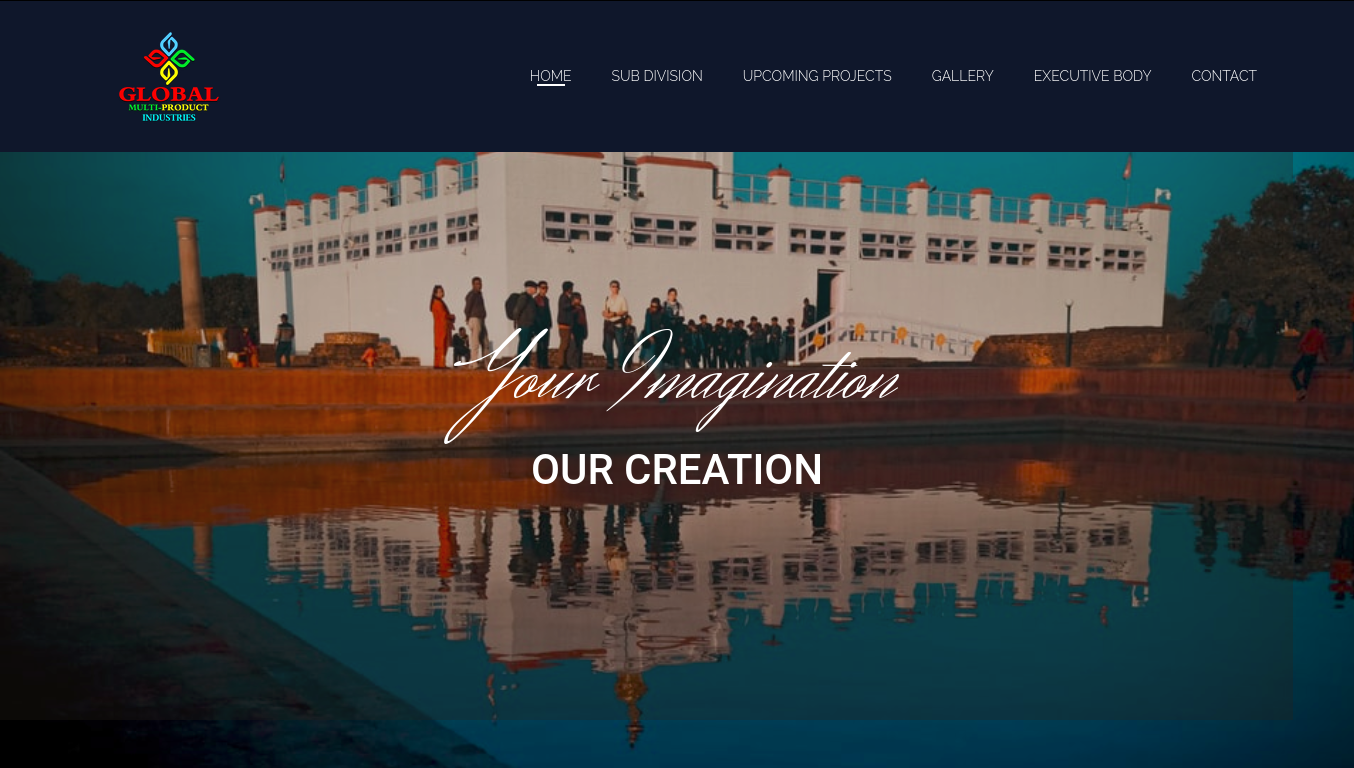 GLOBAL
MULTI-PRODUCT
INDUSTRIES
HOME SUB DIVISION UPCOMING PROJECTS GALLERY EXECUTIVE BODY CONTACT
Your Imagination
OUR CREATION